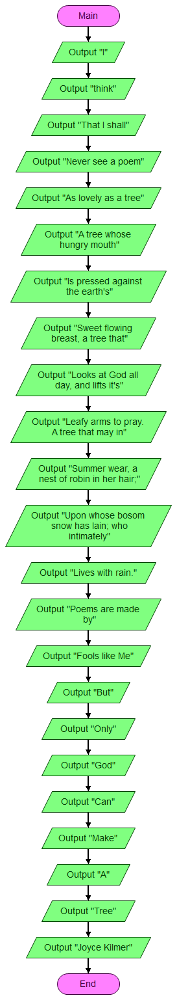 Main
Output "I"
Output "think"
Output "That I shall"
Output "Never see a poem"
Output "As lovely as a tree"
Output "A tree whose
hungry mouth"
Output "Is pressed against
the earth's"
Output "Sweet flowing
breast, a tree that"
Output "Looks at God all
day, and lifts it's"
Output "Leafy arms to pray.
A tree that may in"
Output "Summer wear, a
nest of robin in her hair;"
Output "Upon whose bosom
snow has lain; who
intimately"
Output "Lives with rain."
Output "Poems are made
by"
Output "Fools like Me"
Output "But"
Output "Only"
Output "God"
Output "Can"
Output "Make"
Output "A"
Output "Tree"
Output "Joyce Kilmer"
End